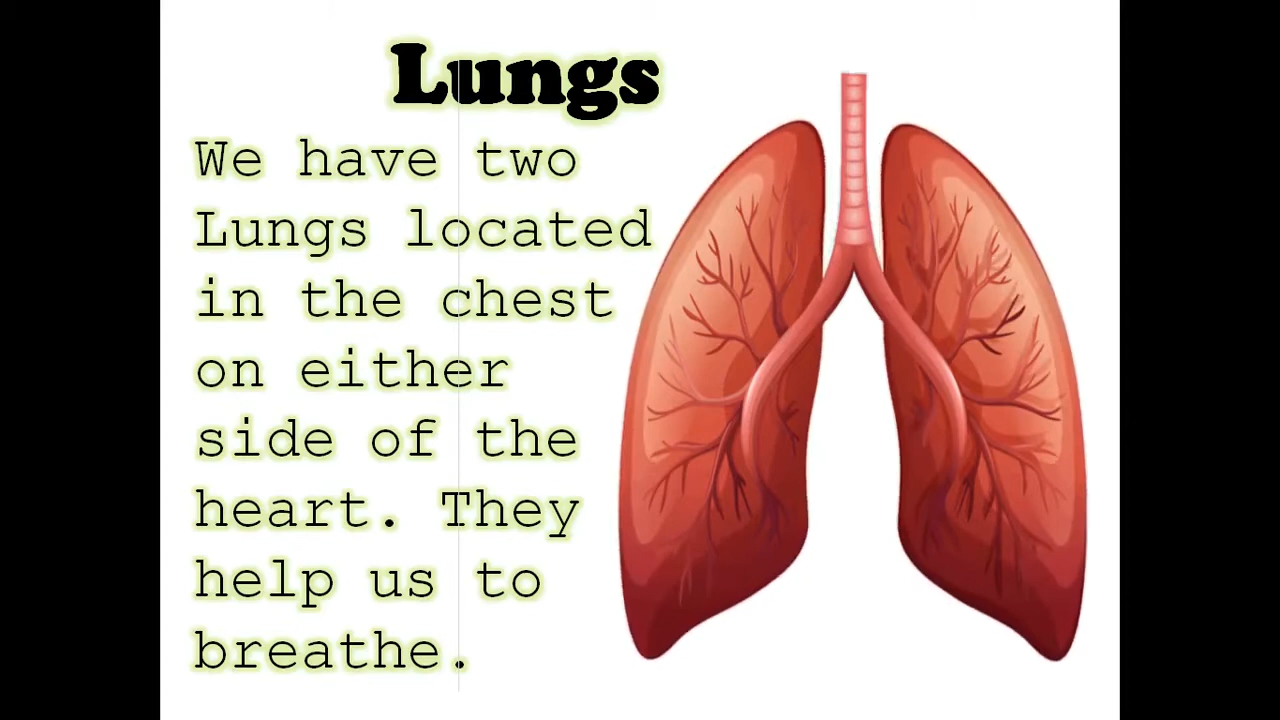 Lungs
We have two
Lungs located
in the chest
on either
side of the
heart. They
help us to
breathe.